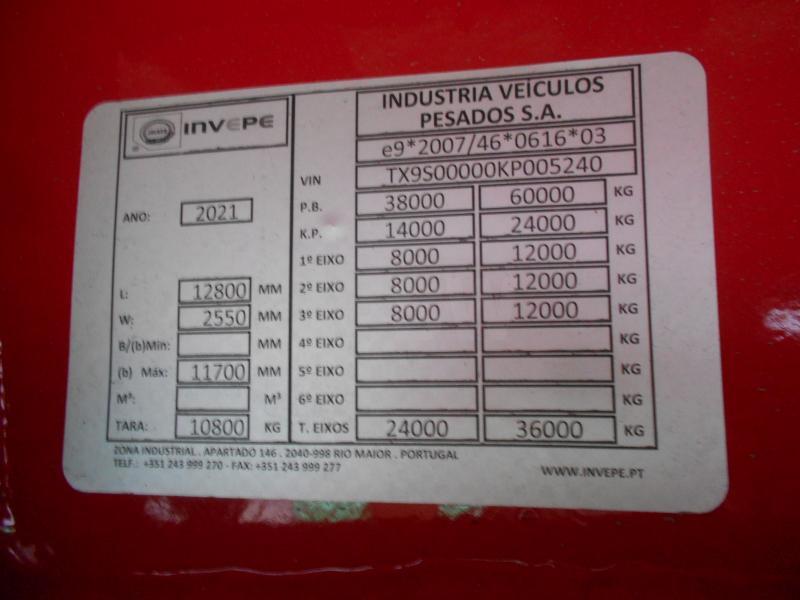 INVEPE
INDUSTRIA VEÍCULOS
PESADOS S.A.
e9*2007/46*0616*03
VIN TX9S00000KP005240
P.B. 38000 60000 KG
K.P. 14000 24000 KG
1º EIXO 8000 12000 KG
2º EIXO 8000 12000 KG
3º EIXO 8000 12000 KG
4º EIXO KG
5º EIXO KG
6º EIXO KG
T. EIXOS 24000 36000 KG
ANO: 2021
L: 12800 MM
W: 2550 MM
B/(b)Min: MM
(b) Máx: 11700 MM
M³: M³
TARA: 10800 KG
ZONA INDUSTRIAL . APARTADO 146 . 2040-998 RIO MAIOR . PORTUGAL
TELF.: +351 243 999 270 - FAX: +351 243 999 277
WWW.INVEPE.PT